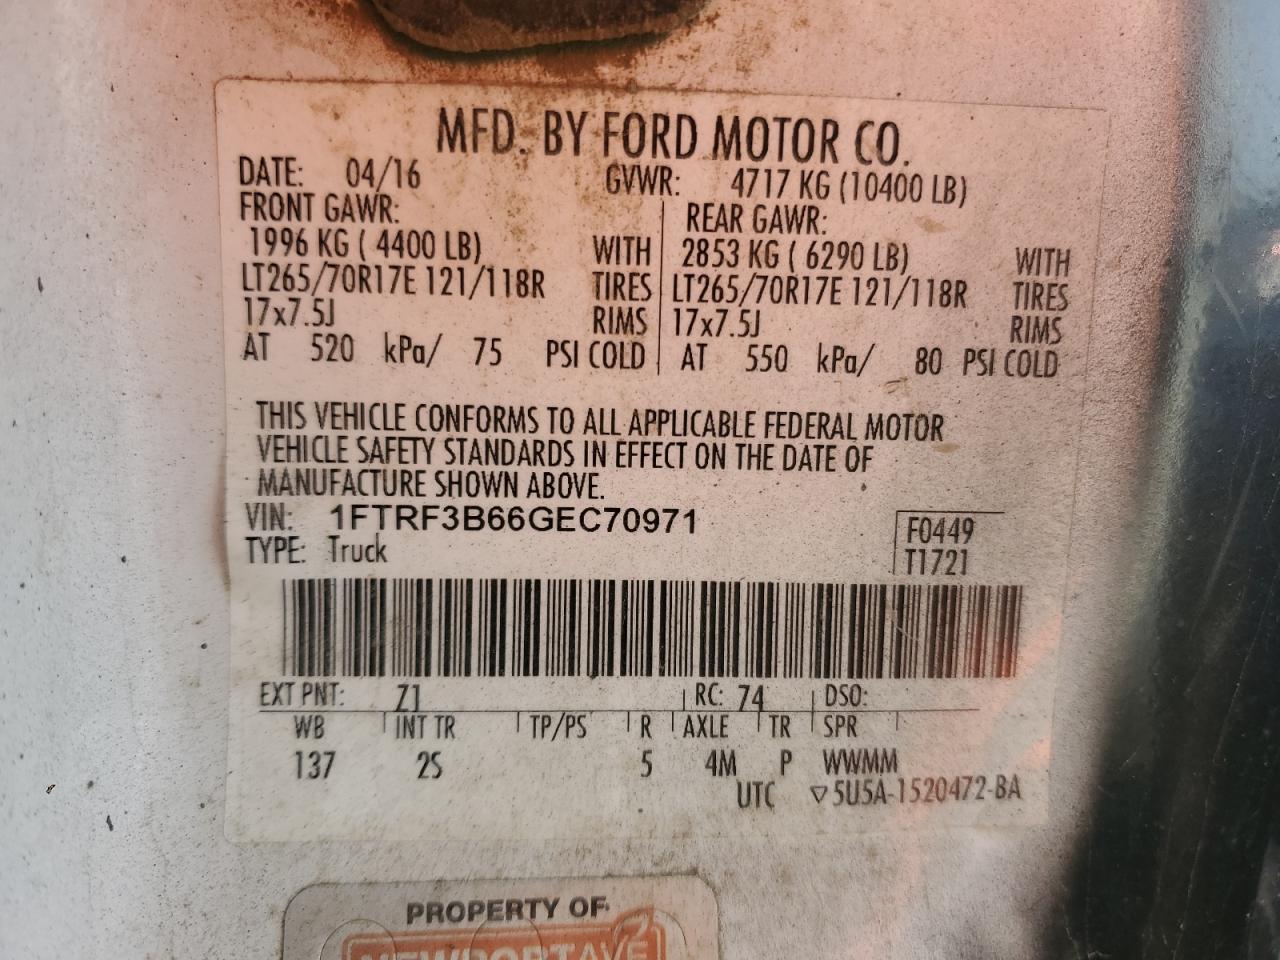 MFD. BY FORD MOTOR CO.
DATE: 04/16 GVWR: 4717 KG (10400 LB)
FRONT GAWR: REAR GAWR:
1996 KG ( 4400 LB) WITH 2853 KG ( 6290 LB) WITH
LT265/70R17E 121/118R TIRES LT265/70R17E 121/118R TIRES
17x7.5J RIMS 17x7.5J RIMS
AT 520 kPa/ 75 PSI COLD AT 550 kPa/ 80 PSI COLD
THIS VEHICLE CONFORMS TO ALL APPLICABLE FEDERAL MOTOR
VEHICLE SAFETY STANDARDS IN EFFECT ON THE DATE OF
MANUFACTURE SHOWN ABOVE.
VIN: 1FTRF3B66GEC70971
TYPE: Truck
F0449
T1721
EXT PNT: Z1 RC: 74 DSO:
WB INT TR TP/PS R AXLE TR SPR
137 2S 5 4M P WWMM
UTC ▽5U5A-1520472-BA
PROPERTY OF